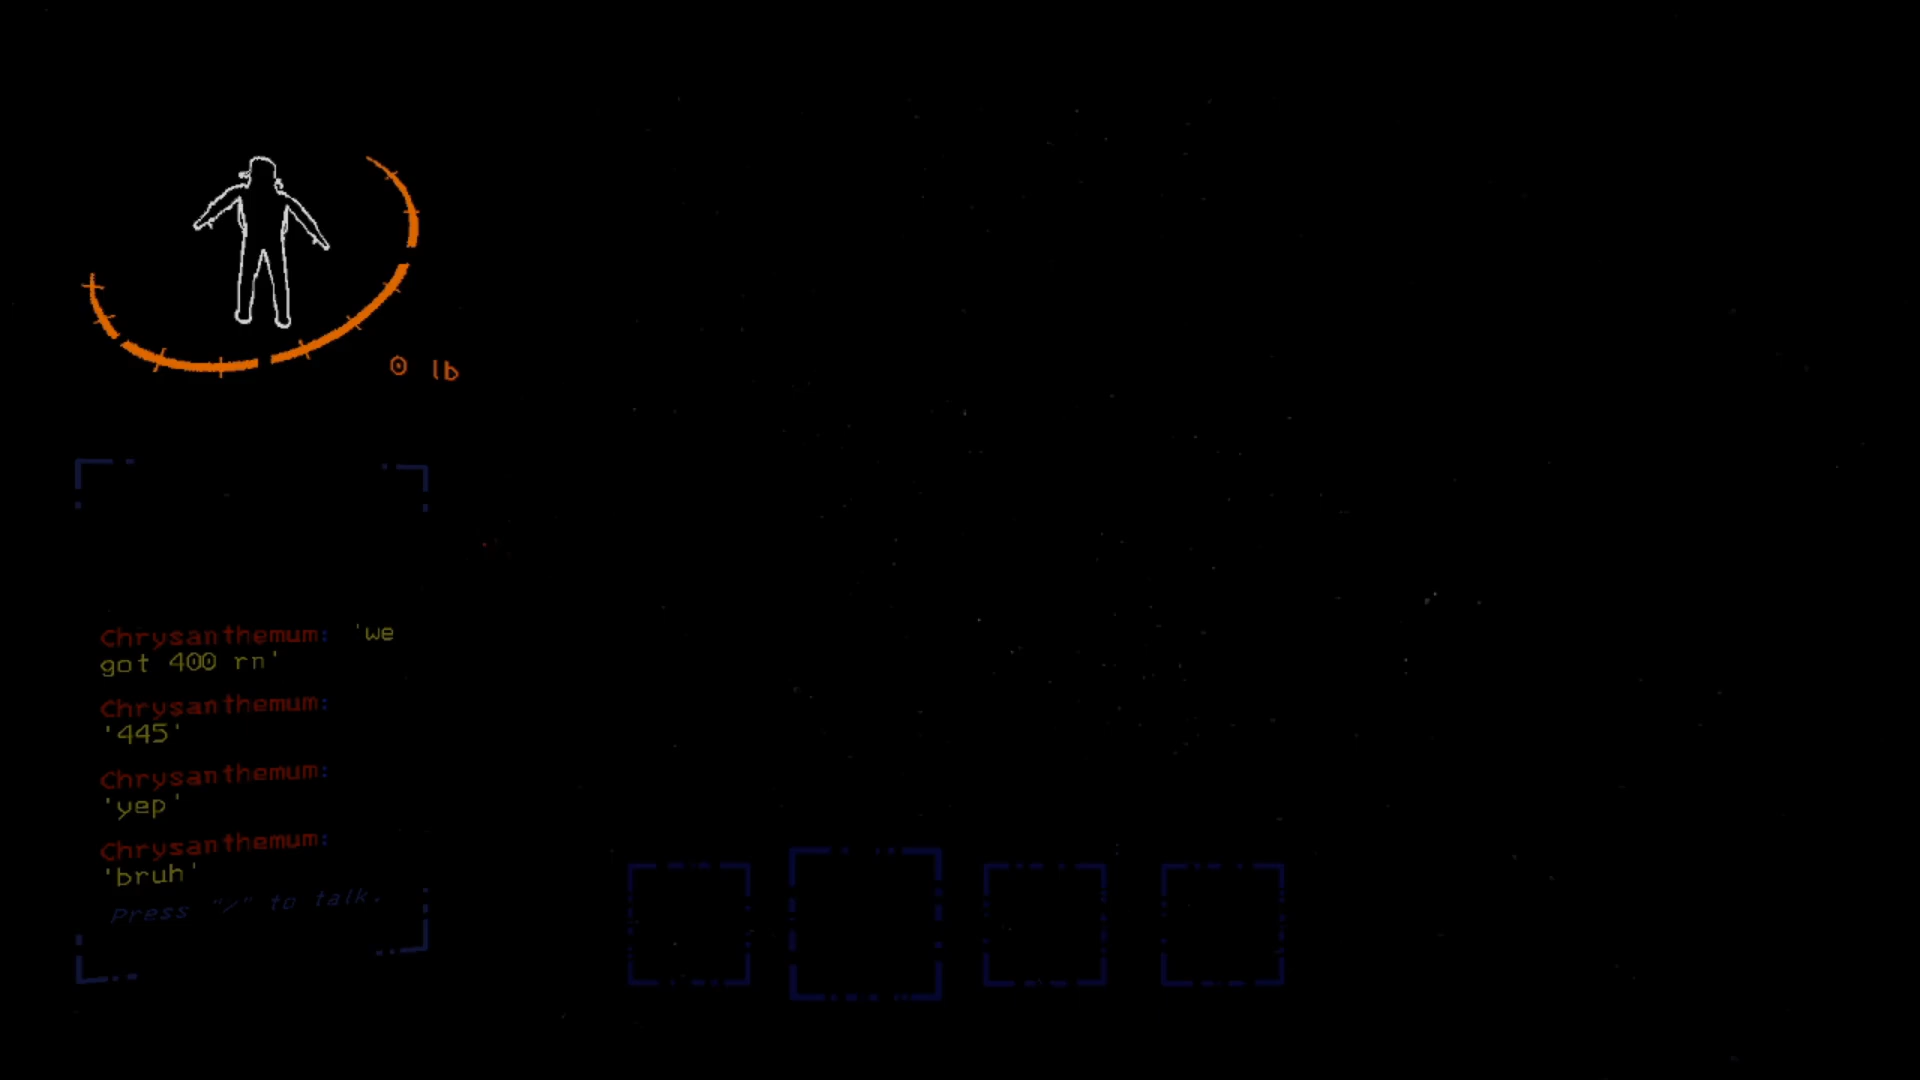 0 lb
Chrysanthemum: 'we
got 400 rn'
Chrysanthemum:
'445'
Chrysanthemum:
'yep'
Chrysanthemum:
'bruh'
Press "/" to talk.